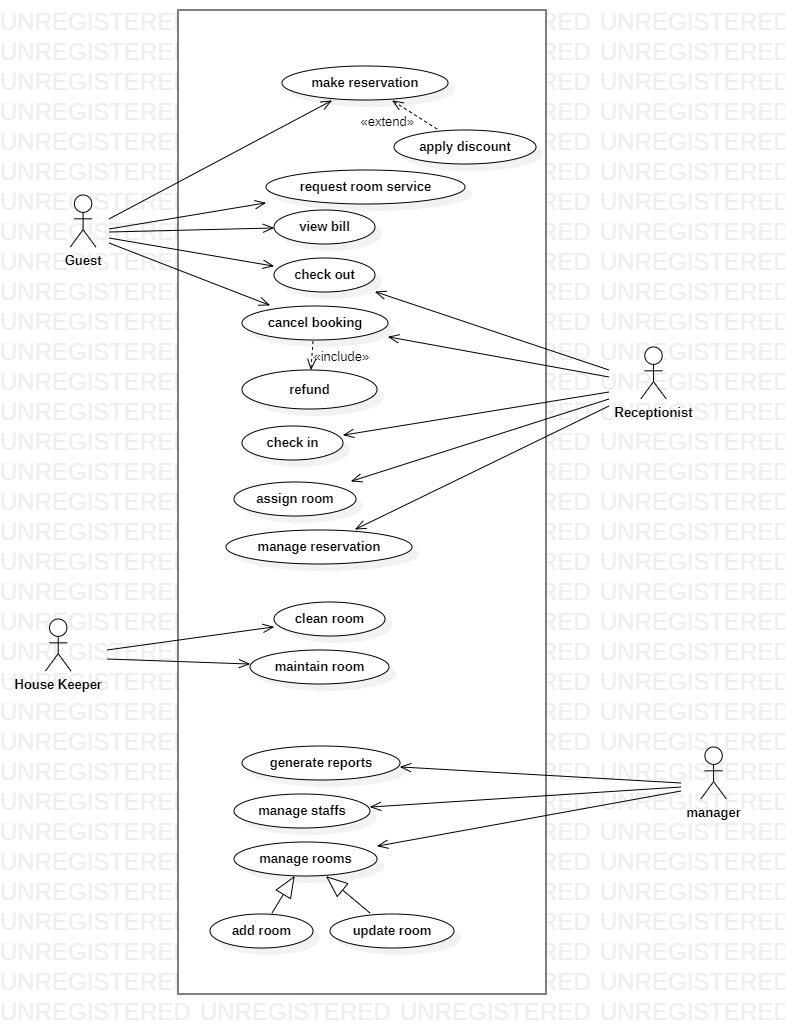 make reservation
«extend»
apply discount
request room service
view bill
Guest
check out
cancel booking
«include»
refund
Receptionist
check in
assign room
manage reservation
clean room
maintain room
House Keeper
generate reports
manage staffs
manager
manage rooms
add room
update room
UNREGISTERED UNREGISTERED UNREGISTERED UNREGISTERED